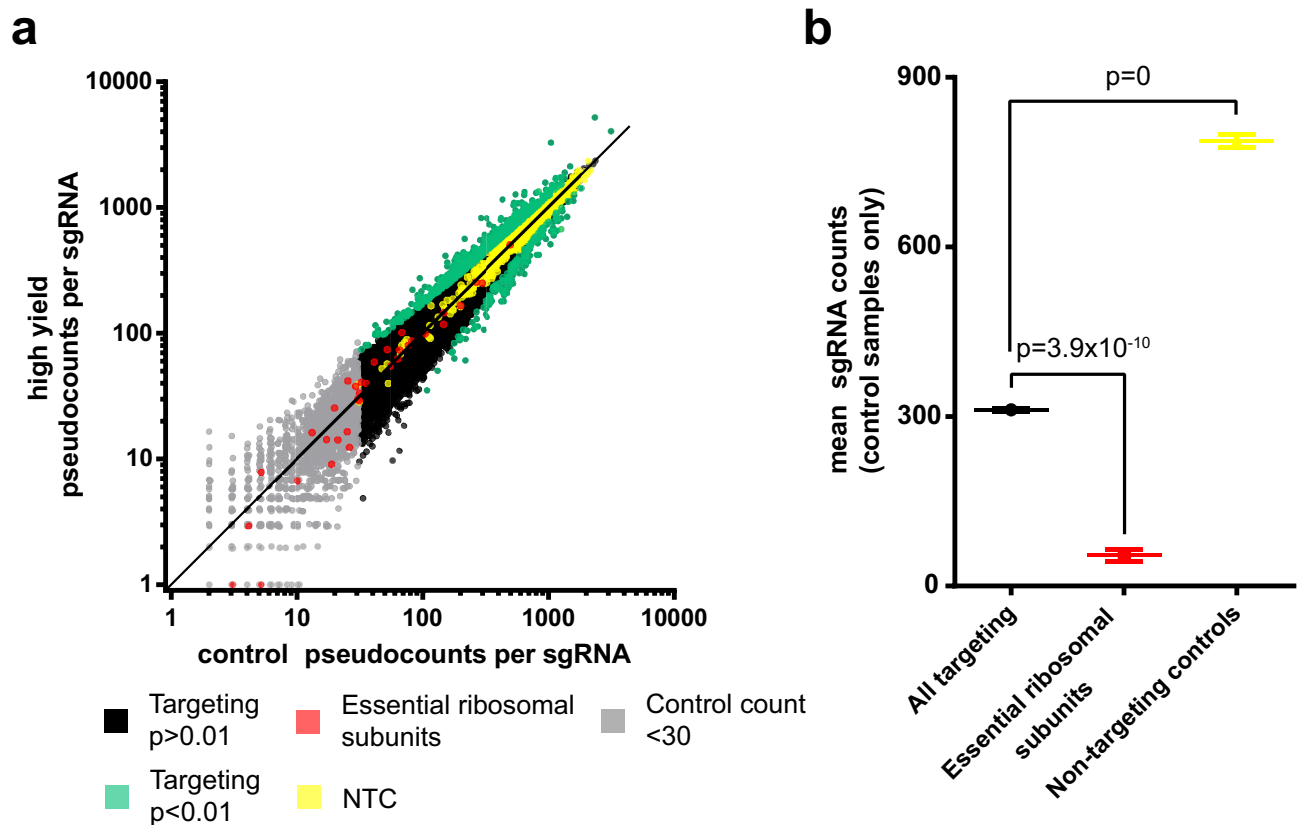 a
10000
1000
100
10
1
high yield
pseudocounts per sgRNA
1
10
100
1000
10000
control pseudocounts per sgRNA
Targeting
p>0.01
Essential ribosomal
subunits
Control count
<30
Targeting
p<0.01
NTC
b
900
600
300
0
mean sgRNA counts
(control samples only)
p=0
p=3.9x10⁻¹⁰
All targeting
Essential ribosomal
subunits
Non-targeting controls